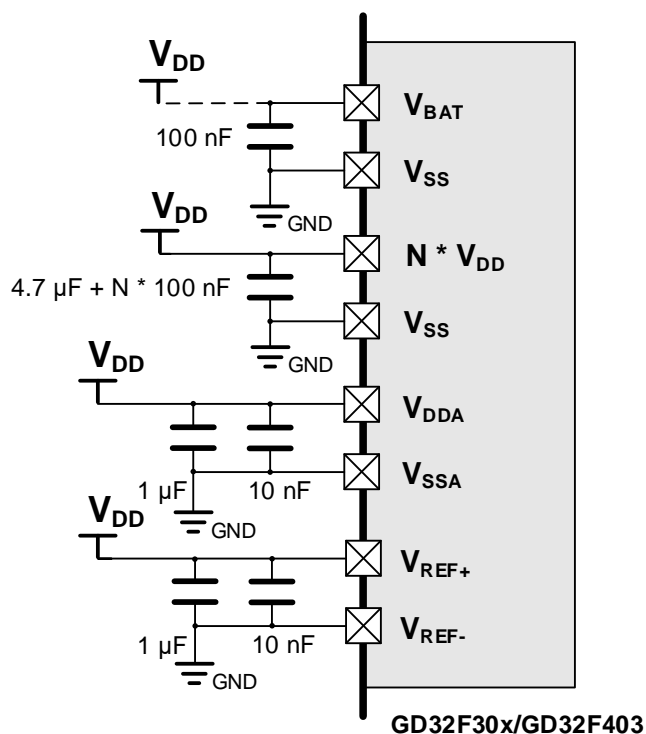 VDD
VBAT
100 nF
VSS
GND
VDD
N * VDD
4.7 µF + N * 100 nF
VSS
GND
VDD
VDDA
VSSA
1 µF
10 nF
GND
VDD
VREF+
VREF-
1 µF
10 nF
GND
GD32F30x/GD32F403